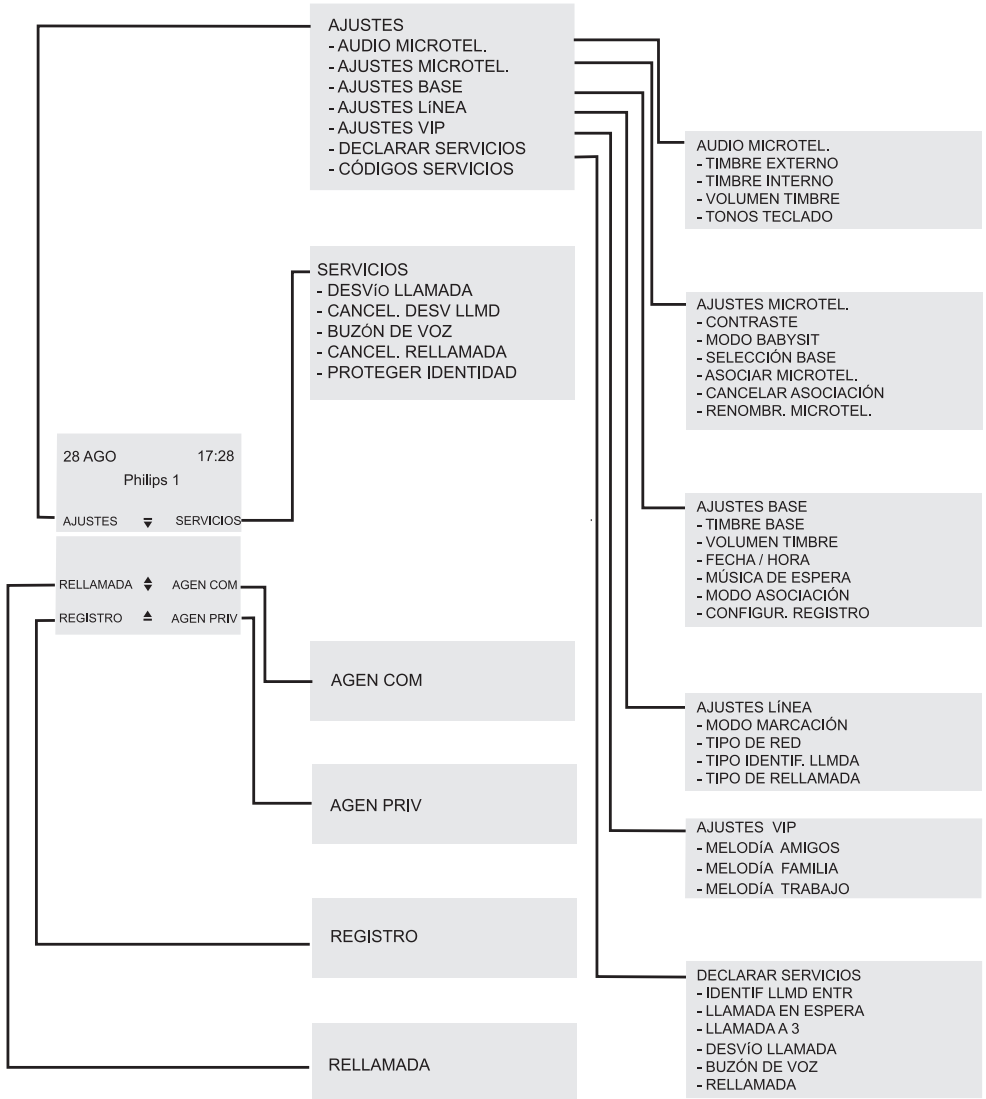 AJUSTES
- AUDIO MICROTEL.
- AJUSTES MICROTEL.
- AJUSTES BASE
- AJUSTES LíNEA
- AJUSTES VIP
- DECLARAR SERVICIOS
- CÓDIGOS SERVICIOS
AUDIO MICROTEL.
- TIMBRE EXTERNO
- TIMBRE INTERNO
- VOLUMEN TIMBRE
- TONOS TECLADO
SERVICIOS
- DESVío LLAMADA
- CANCEL. DESV LLMD
- BUZóN DE VOZ
- CANCEL. RELLAMADA
- PROTEGER IDENTIDAD
AJUSTES MICROTEL.
- CONTRASTE
- MODO BABYSIT
- SELECCIÓN BASE
- ASOCIAR MICROTEL.
- CANCELAR ASOCIACIÓN
- RENOMBR. MICROTEL.
28 AGO 17:28
Philips 1
AJUSTES SERVICIOS
RELLAMADA AGEN COM
REGISTRO AGEN PRIV
AJUSTES BASE
- TIMBRE BASE
- VOLUMEN TIMBRE
- FECHA / HORA
- MÚSICA DE ESPERA
- MODO ASOCIACIÓN
- CONFIGUR. REGISTRO
AGEN COM
AJUSTES LíNEA
- MODO MARCACIÓN
- TIPO DE RED
- TIPO IDENTIF. LLMDA
- TIPO DE RELLAMADA
AGEN PRIV
AJUSTES VIP
- MELODíA AMIGOS
- MELODíA FAMILIA
- MELODíA TRABAJO
REGISTRO
DECLARAR SERVICIOS
- IDENTIF LLMD ENTR
- LLAMADA EN ESPERA
- LLAMADA A 3
- DESVíO LLAMADA
- BUZÓN DE VOZ
- RELLAMADA
RELLAMADA